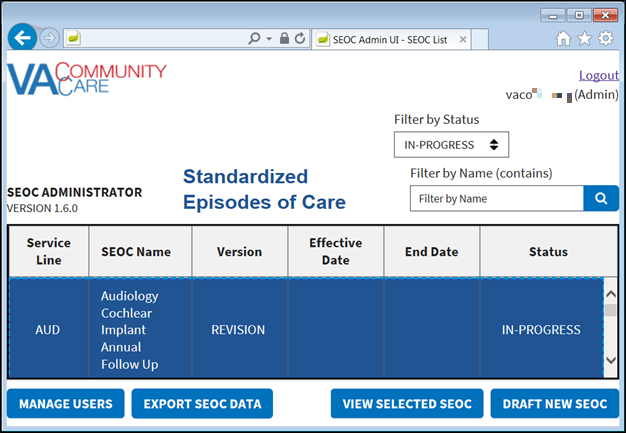 SEOC Admin UI - SEOC List
VA COMMUNITY
CARE
Logout
vaco (Admin)
Filter by Status
IN-PROGRESS
Filter by Name (contains)
Filter by Name
Standardized
Episodes of Care
SEOC ADMINISTRATOR
VERSION 1.6.0
Service
Line
SEOC Name
Version
Effective
Date
End Date
Status
AUD
Audiology
Cochlear
Implant
Annual
Follow Up
REVISION
IN-PROGRESS
MANAGE USERS
EXPORT SEOC DATA
VIEW SELECTED SEOC
DRAFT NEW SEOC